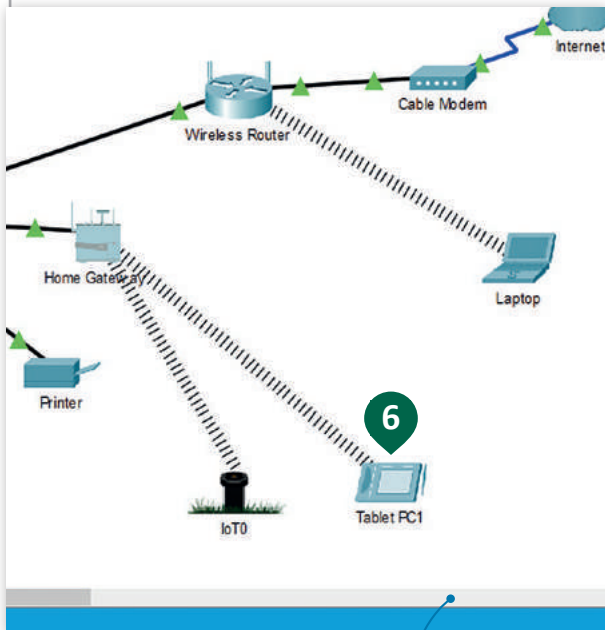 Internet
Cable Modem
Wireless Router
Home Gateway
Laptop
Printer
6
Tablet PC1
IoT0